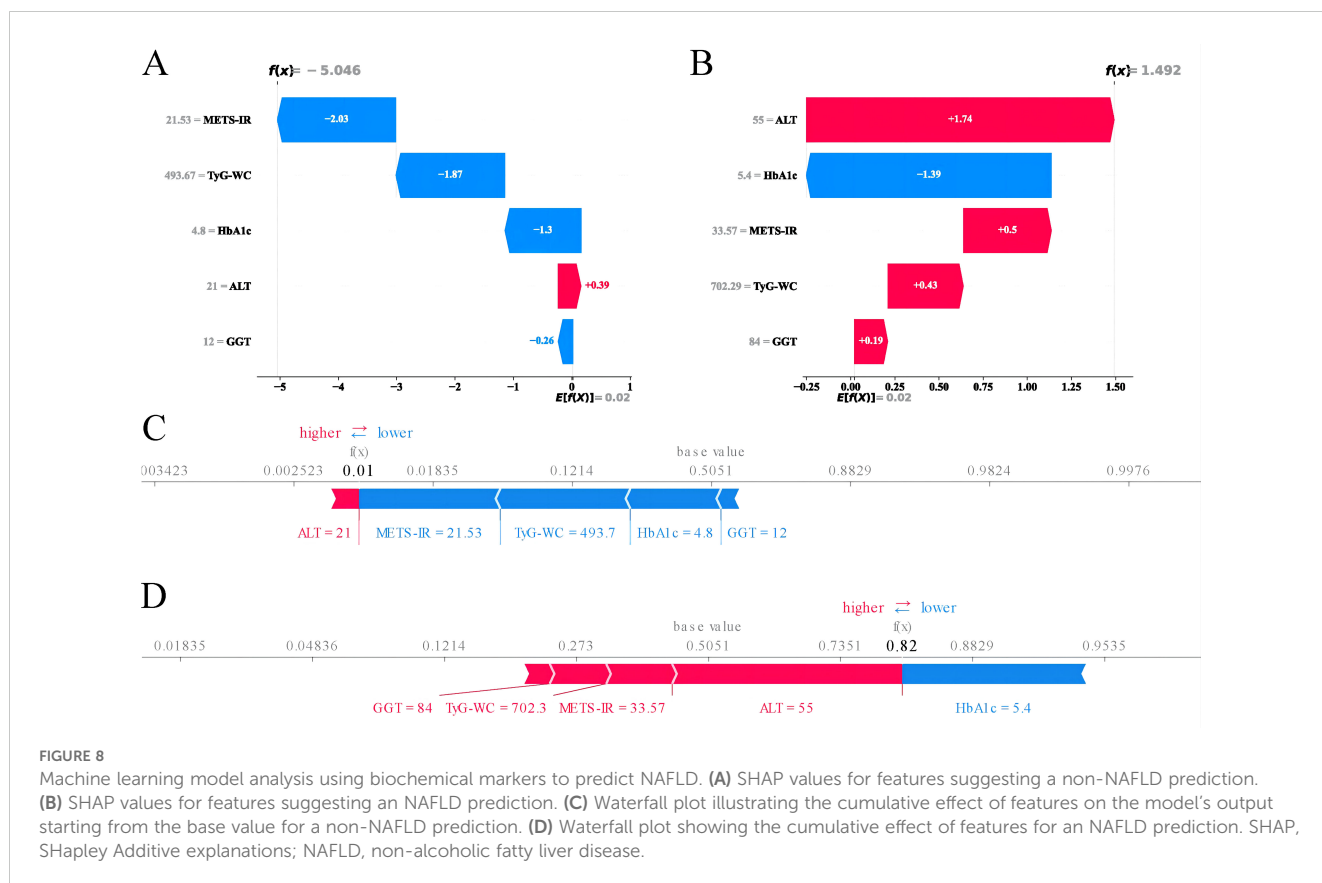 A
f(x) = − 5.046
21.53 = METS-IR
−2.03
493.67 = TyG-WC
−1.87
4.8 = HbA1c
−1.3
21 = ALT
+0.39
12 = GGT
−0.26
−5 −4 −3 −2 −1 0 1
E[f(X)] = 0.02
B
f(x) = 1.492
55 = ALT
+1.74
5.4 = HbA1c
−1.39
33.57 = METS-IR
+0.5
702.29 = TyG-WC
+0.43
84 = GGT
+0.19
−0.25 0.00 0.25 0.50 0.75 1.00 1.25 1.50
E[f(X)] = 0.02
C
higher ⇄ lower
f(x) base value
003423 0.002523 0.01 0.01835 0.1214 0.5051 0.8829 0.9824 0.9976
ALT = 21 METS-IR = 21.53 TyG-WC = 493.7 HbA1c = 4.8 GGT = 12
D
higher ⇄ lower
base value f(x)
0.01835 0.04836 0.1214 0.273 0.5051 0.7351 0.82 0.8829 0.9535
GGT = 84 TyG-WC = 702.3 METS-IR = 33.57 ALT = 55 HbA1c = 5.4
FIGURE 8
Machine learning model analysis using biochemical markers to predict NAFLD. (A) SHAP values for features suggesting a non-NAFLD prediction.
(B) SHAP values for features suggesting an NAFLD prediction. (C) Waterfall plot illustrating the cumulative effect of features on the model's output
starting from the base value for a non-NAFLD prediction. (D) Waterfall plot showing the cumulative effect of features for an NAFLD prediction. SHAP,
SHapley Additive explanations; NAFLD, non-alcoholic fatty liver disease.